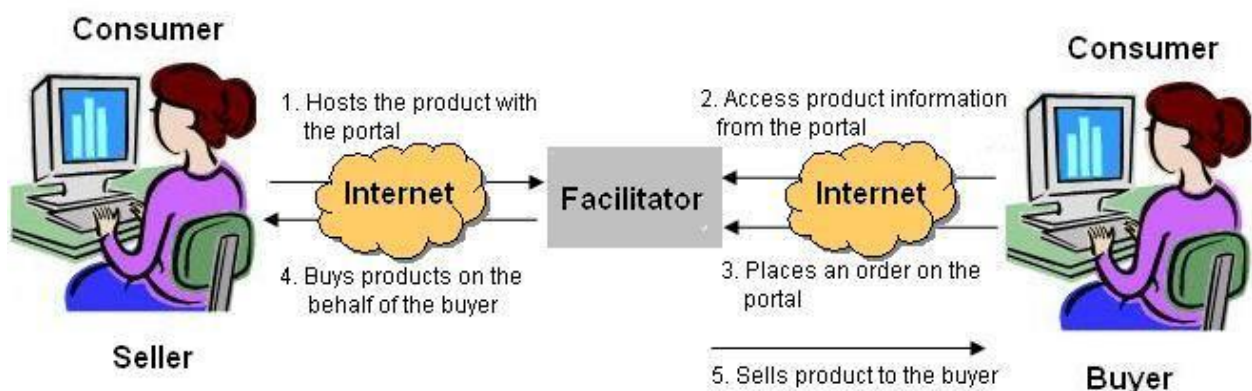 Consumer
Consumer
1. Hosts the product with
the portal
2. Access product information
from the portal
Internet
Facilitator
Internet
4. Buys products on the
behalf of the buyer
3. Places an order on the
portal
Seller
5. Sells product to the buyer
Buyer